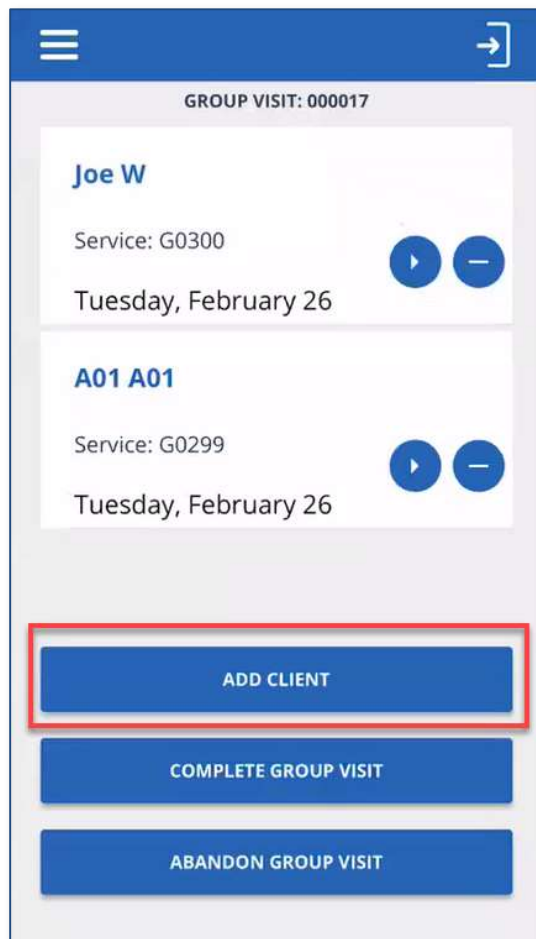 GROUP VISIT: 000017
Joe W
Service: G0300
Tuesday, February 26
A01 A01
Service: G0299
Tuesday, February 26
ADD CLIENT
COMPLETE GROUP VISIT
ABANDON GROUP VISIT